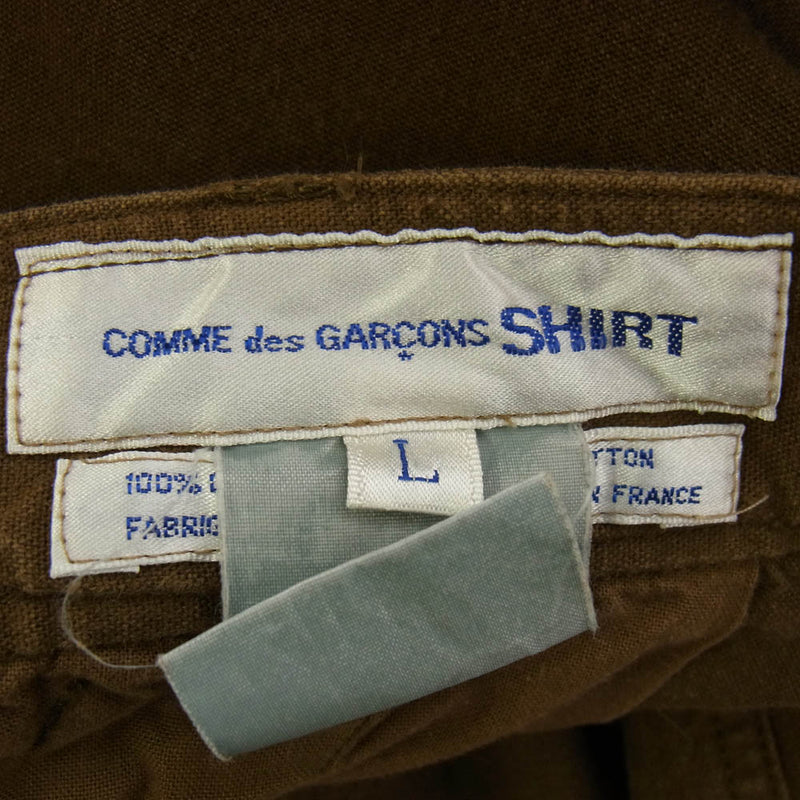 COMME des GARÇONS SHIRT
L
100% TTON
FABRI N FRANCE